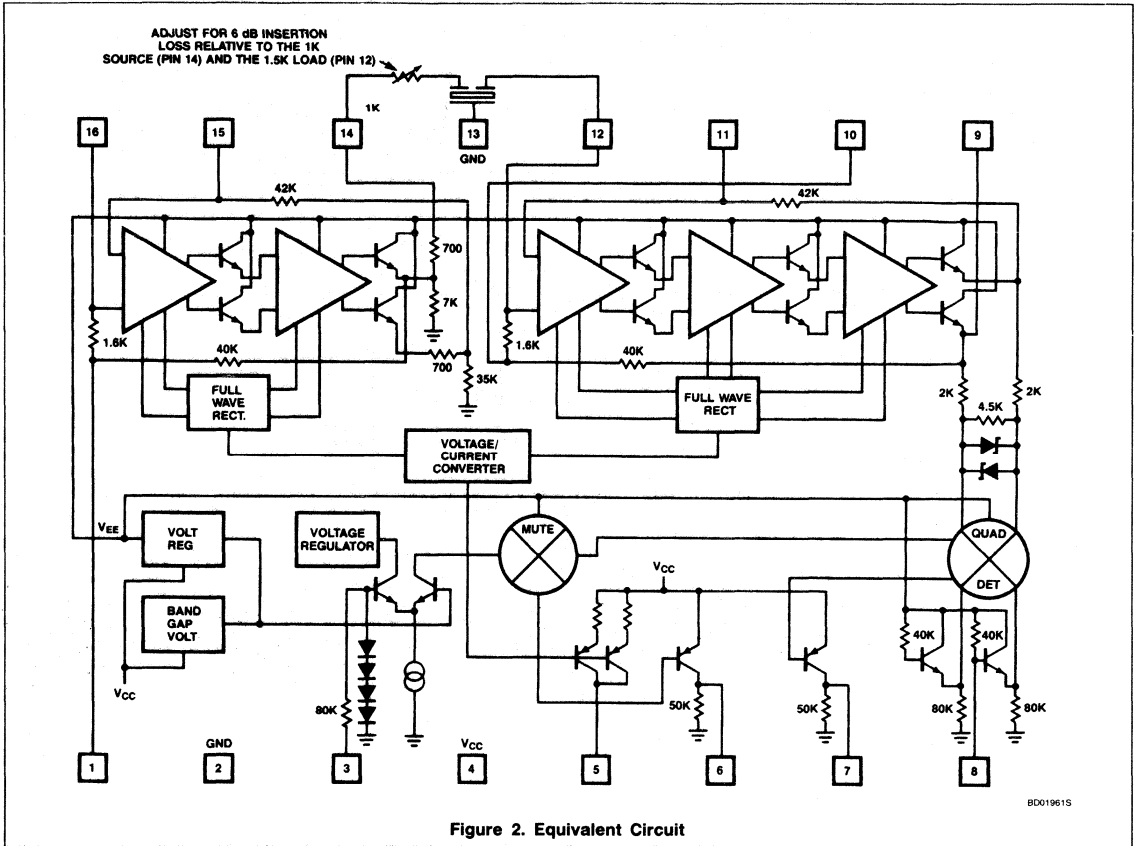 ADJUST FOR 6 dB INSERTION
LOSS RELATIVE TO THE 1K
SOURCE (PIN 14) AND THE 1.5K LOAD (PIN 12)
1K
16
15
14
13
12
11
10
9
GND
42K
42K
700
7K
1.6K
40K
700
35K
1.6K
40K
2K
2K
4.5K
FULL
WAVE
RECT.
FULL WAVE
RECT
VOLTAGE/
CURRENT
CONVERTER
VEE
VOLT
REG
VOLTAGE
REGULATOR
MUTE
QUAD
DET
VCC
BAND
GAP
VOLT
VCC
80K
50K
50K
40K
40K
80K
80K
GND
VCC
1
2
3
4
5
6
7
8
BD01961S
Figure 2. Equivalent Circuit